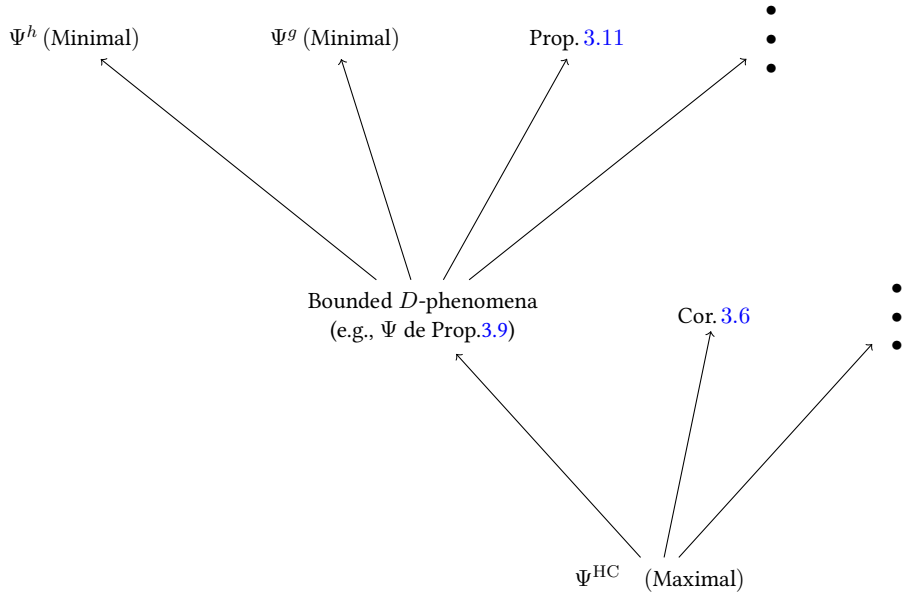 Ψ^h (Minimal)
Ψ^g (Minimal)
Prop. 3.11
Bounded D-phenomena
(e.g., Ψ de Prop.3.9)
Cor. 3.6
Ψ^HC (Maximal)